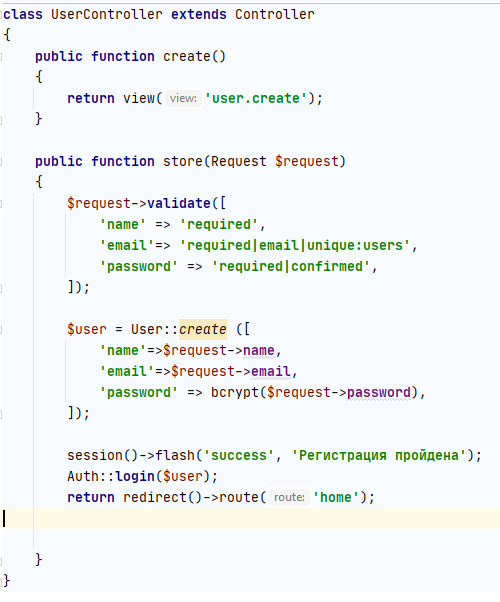 class UserController extends Controller
{
    public function create()
    {
        return view( view: 'user.create');
    }

    public function store(Request $request)
    {
        $request->validate([
            'name' => 'required',
            'email'=> 'required|email|unique:users',
            'password' => 'required|confirmed',
        ]);

        $user = User::create ([
            'name'=>$request->name,
            'email'=>$request->email,
            'password' => bcrypt($request->password),
        ]);

        session()->flash('success', 'Регистрация пройдена');
        Auth::login($user);
        return redirect()->route( route: 'home');

    }
}